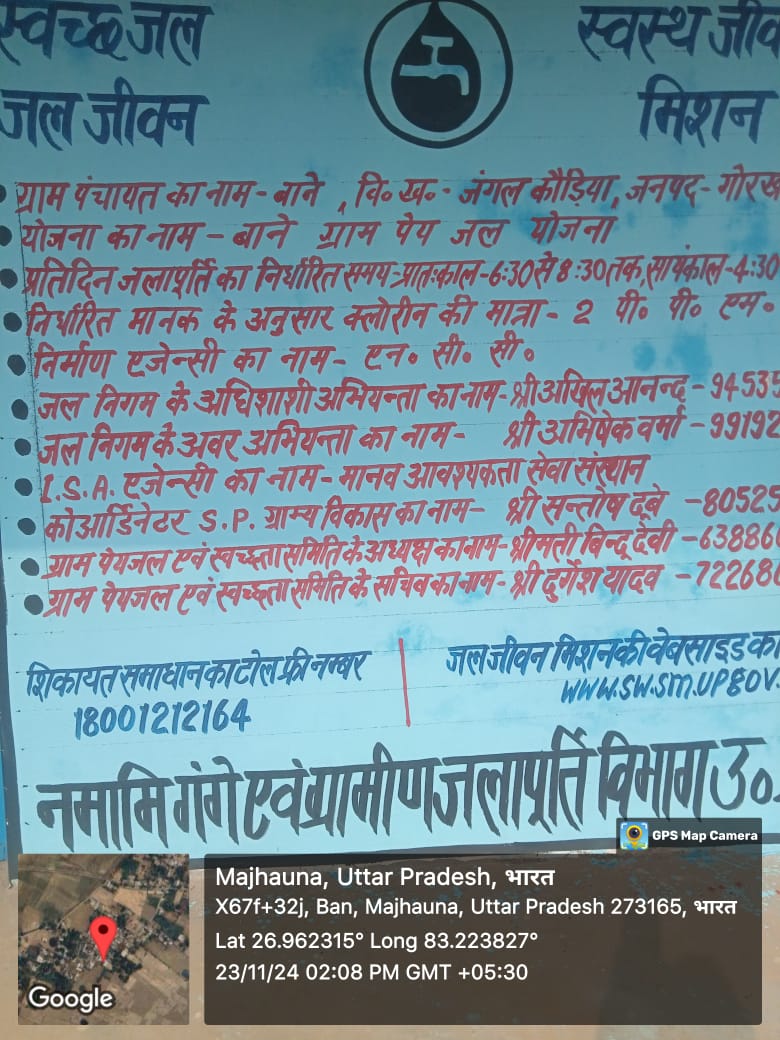 स्वच्छ जल स्वस्थ जीव
जल जीवन मिशन
ग्राम पंचायत का नाम - बाने , वि० ख० - जंगल कौड़िया, जनपद - गोरख
योजना का नाम - बाने ग्राम पेय जल योजना
प्रतिदिन जलापूर्ति का निर्धारित समय-प्रातःकाल-6:30 से 8:30 तक, सायंकाल-4:30
निर्धारित मानक के अनुसार क्लोरीन की मात्रा - 2 पी० पी० एम०
निर्माण एजेन्सी का नाम - एन० सी० सी०
जल निगम के अधिशाशी अभियन्ता का नाम - श्री अखिल आनन्द - 94535
जल निगम के अवर अभियन्ता का नाम - श्री अभिषेक वर्मा - 99192
I.S.A. एजेन्सी का नाम - मानव आवश्यकता सेवा संस्थान
कोआर्डिनेटर S.P. ग्राम्य विकास का नाम - श्री सन्तोष दूबे - 80525
ग्राम पेयजल एवं स्वच्छता समिति के अध्यक्ष का नाम - श्रीमती बिन्दू देवी - 63886
ग्राम पेयजल एवं स्वच्छता समिति के सचिव का नाम - श्री दुर्गेश यादव - 72268
शिकायत समाधान का टोल फ्री नम्बर
18001212164
जल जीवन मिशन की वेबसाइड का
www.sw.sm.upgov.
नमामि गंगे एवं ग्रामीण जलापूर्ति विभाग उ०
GPS Map Camera
Majhauna, Uttar Pradesh, भारत
X67f+32j, Ban, Majhauna, Uttar Pradesh 273165, भारत
Lat 26.962315° Long 83.223827°
23/11/24 02:08 PM GMT +05:30
Google